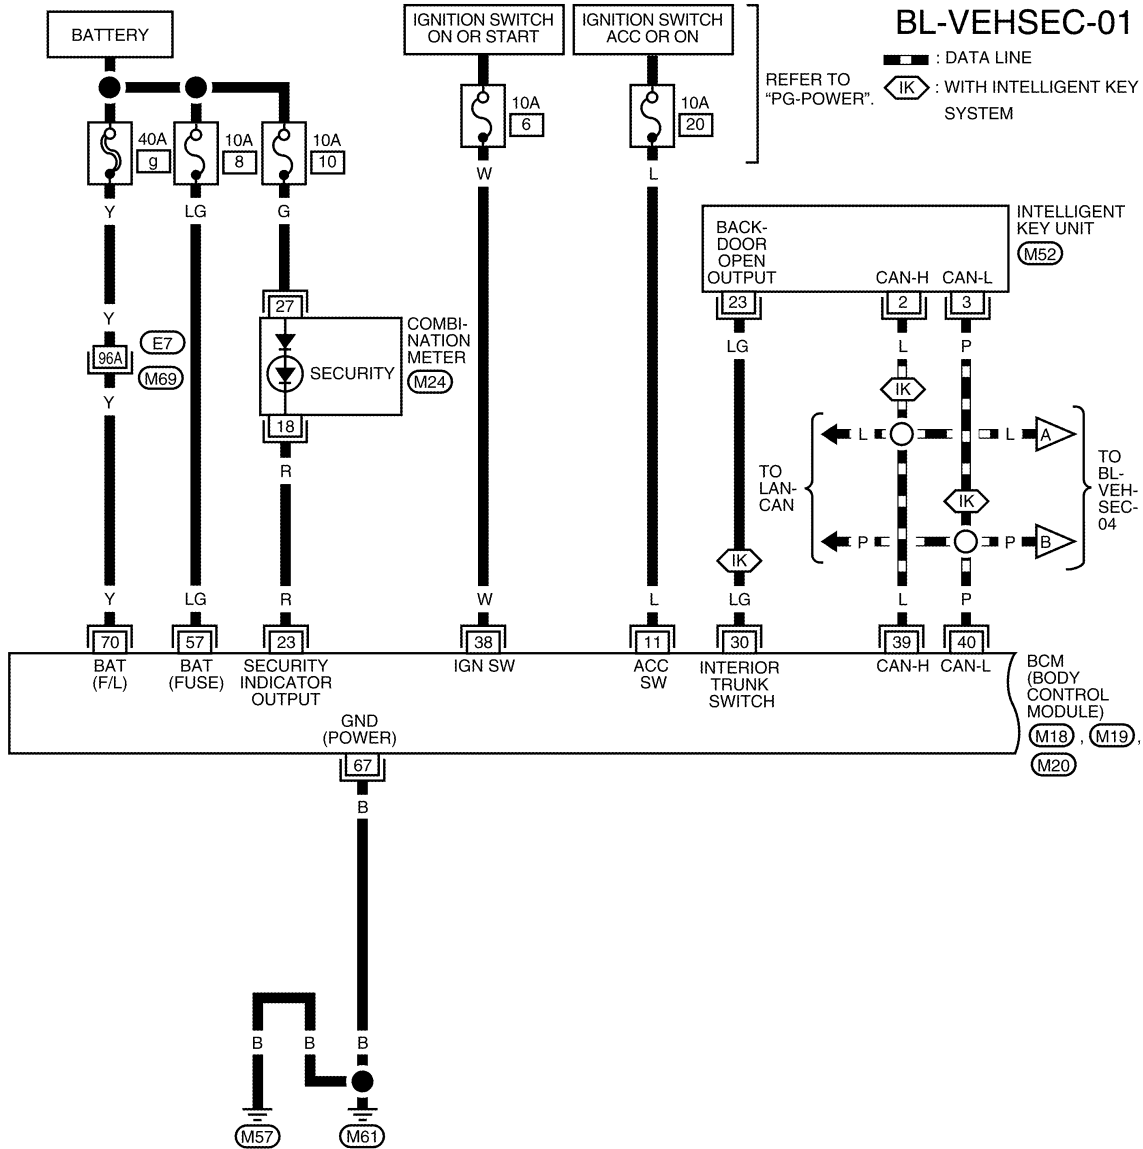 BL-VEHSEC-01
BATTERY
IGNITION SWITCH
ON OR START
IGNITION SWITCH
ACC OR ON
: DATA LINE
IK : WITH INTELLIGENT KEY
SYSTEM
REFER TO
“PG-POWER”.
40A
g
10A
8
10A
10
10A
6
10A
20
Y
LG
G
W
L
INTELLIGENT
KEY UNIT
M52
BACK-
DOOR
OPEN
OUTPUT
CAN-H
CAN-L
23
2
3
27
Y
96A
E7
M69
Y
COMBI-
NATION
METER
M24
SECURITY
18
R
LG
L
P
IK
L
L
A
TO
LAN-
CAN
IK
P
P
B
TO
BL-
VEH-
SEC-
04
IK
Y
LG
R
W
L
LG
L
P
70
57
23
38
11
30
39
40
BAT
(F/L)
BAT
(FUSE)
SECURITY
INDICATOR
OUTPUT
IGN SW
ACC
SW
INTERIOR
TRUNK
SWITCH
CAN-H
CAN-L
BCM
(BODY
CONTROL
MODULE)
M18 , M19 ,
M20
GND
(POWER)
67
B
B
B
B
M57
M61